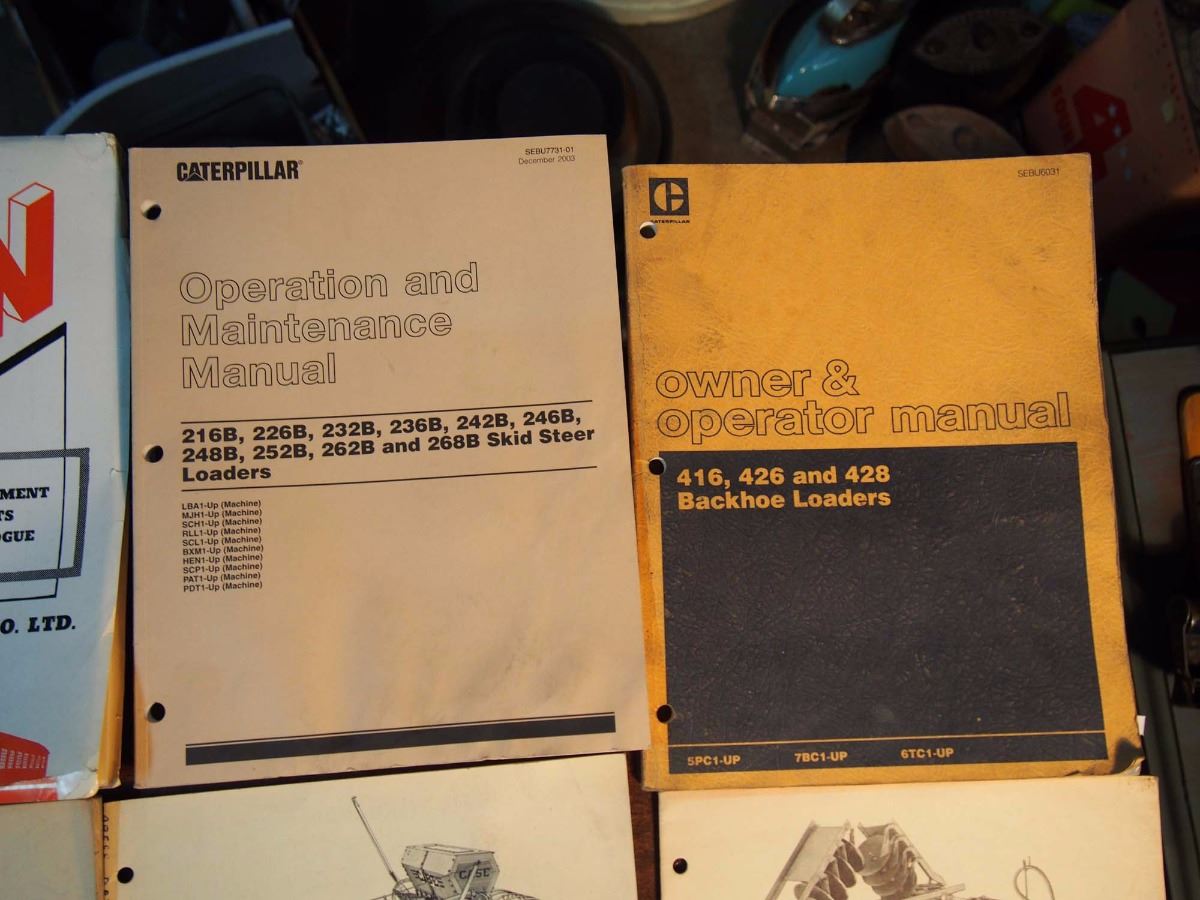 N
MENT
TS
OGUE
O. LTD.
CATERPILLAR®
SEBU7731-01
December 2003
Operation and
Maintenance
Manual
216B, 226B, 232B, 236B, 242B, 246B,
248B, 252B, 262B and 268B Skid Steer
Loaders
LBA1-Up (Machine)
MJH1-Up (Machine)
SCH1-Up (Machine)
RLL1-Up (Machine)
SCL1-Up (Machine)
BXM1-Up (Machine)
HEN1-Up (Machine)
SCP1-Up (Machine)
PAT1-Up (Machine)
PDT1-Up (Machine)
C
CATERPILLAR
SEBU6031
owner &
operator manual
416, 426 and 428
Backhoe Loaders
5PC1-UP 7BC1-UP 6TC1-UP
CASE